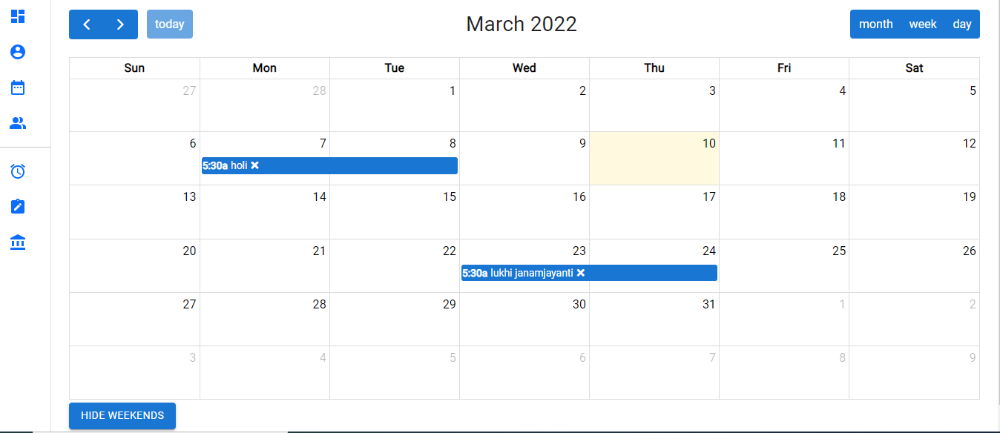 today
March 2022
month week day
Sun Mon Tue Wed Thu Fri Sat
27 28 1 2 3 4 5
6 7 8 9 10 11 12
5:30a holi
13 14 15 16 17 18 19
20 21 22 23 24 25 26
5:30a lukhi janamjayanti
27 28 29 30 31 1 2
3 4 5 6 7 8 9
HIDE WEEKENDS